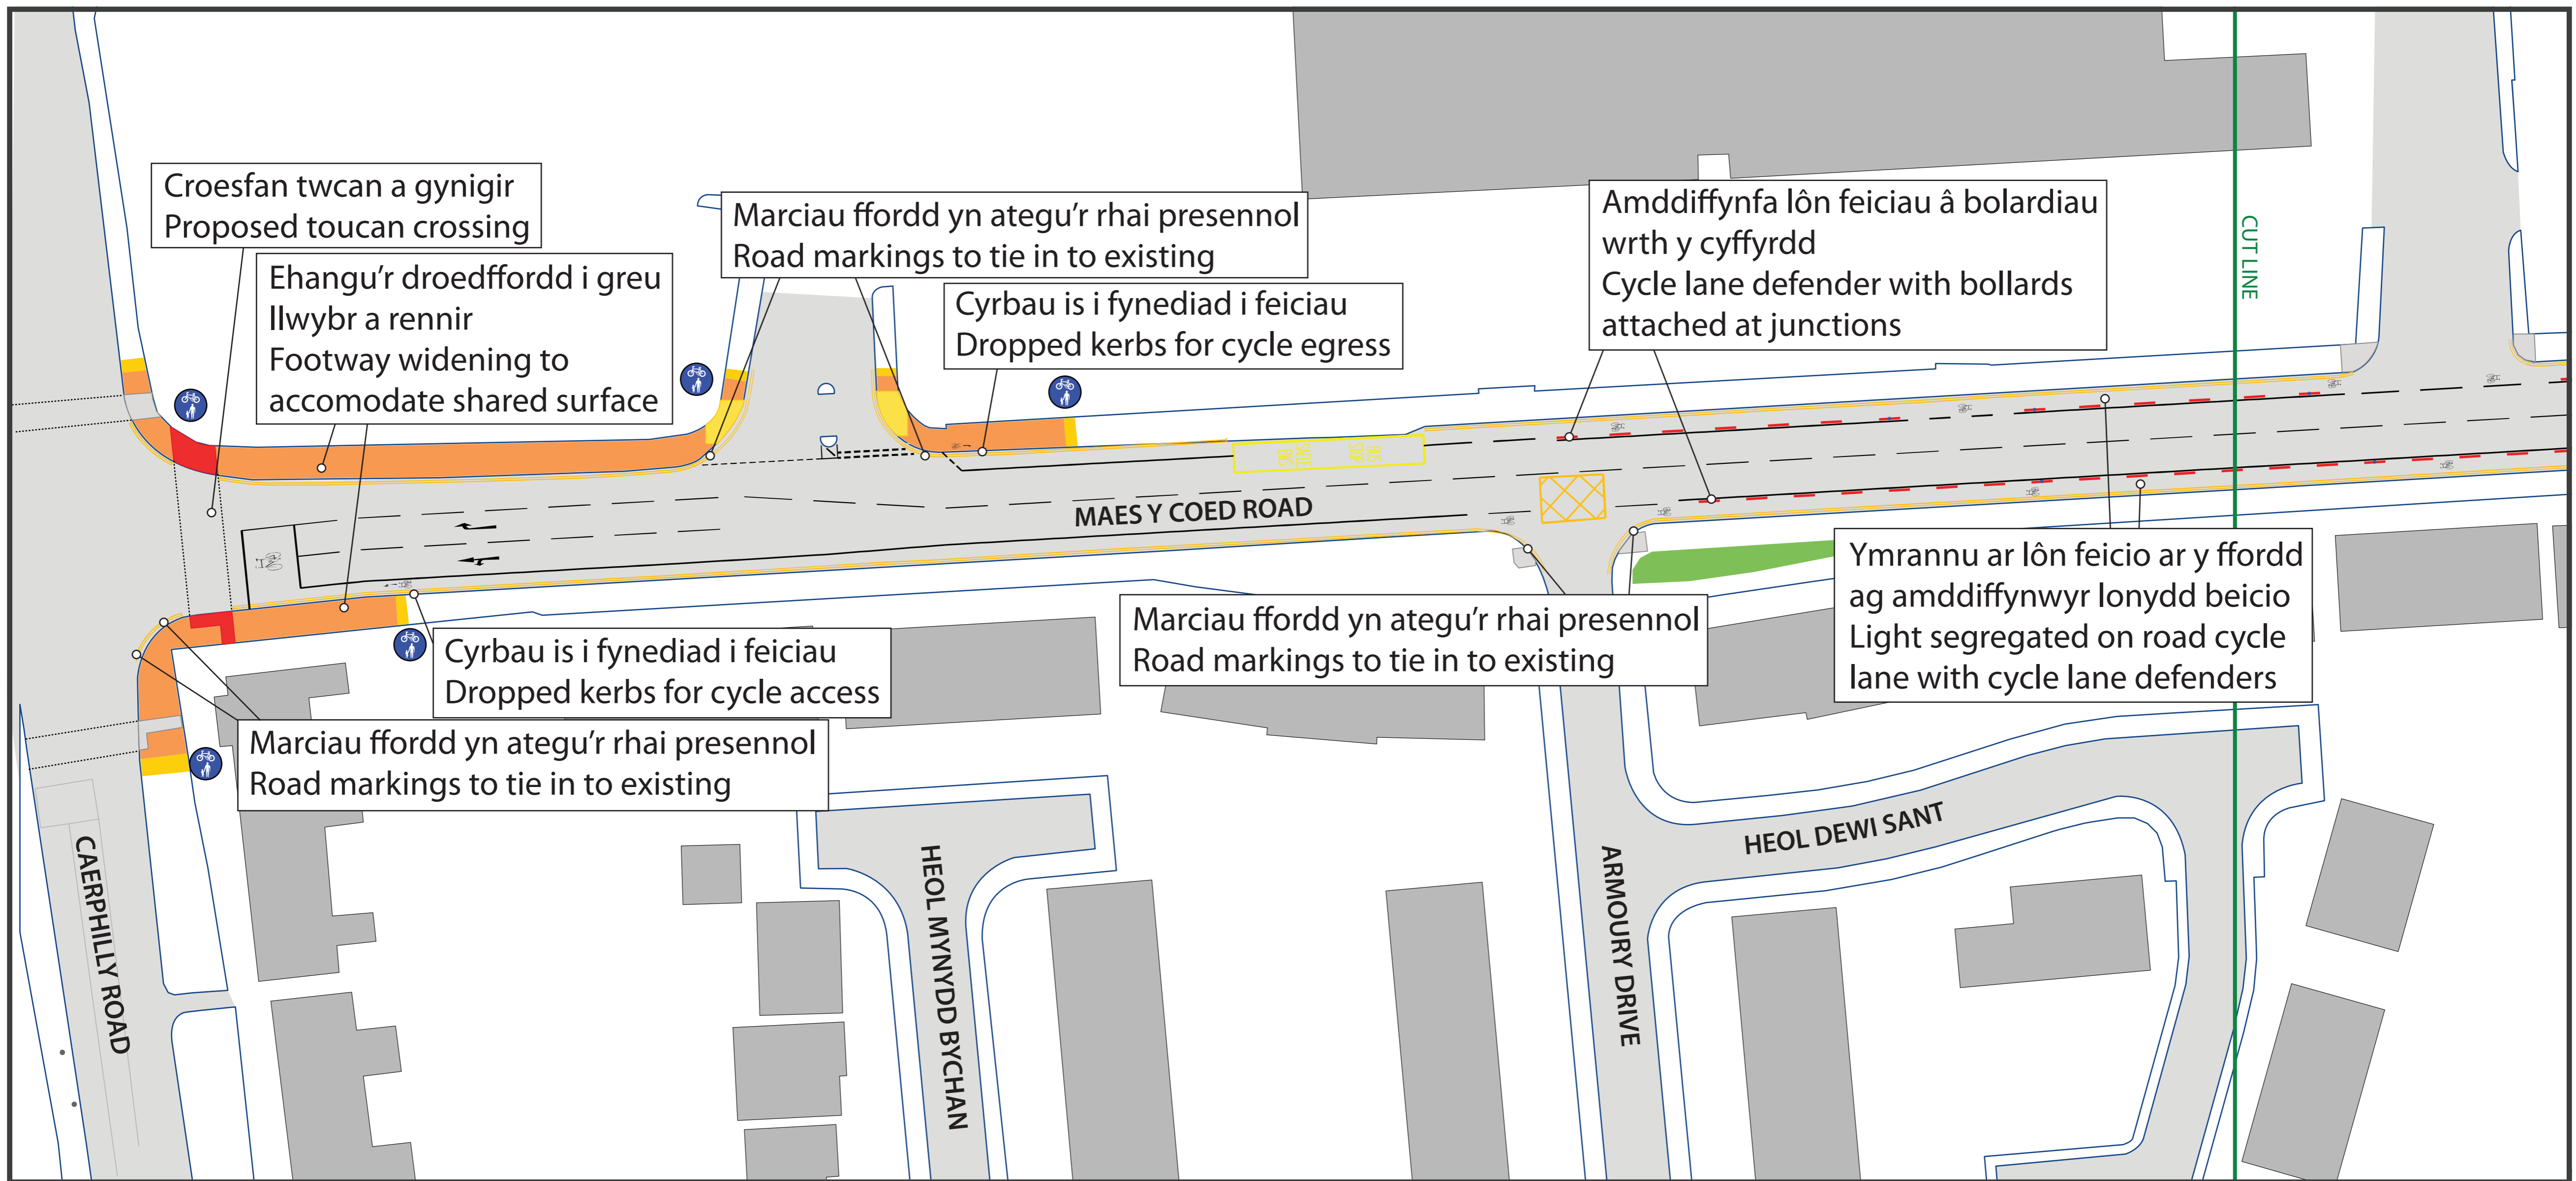 Croesfan twcan a gynigir
Proposed toucan crossing
Ehangu'r droedffordd i greu
llwybr a rennir
Footway widening to
accomodate shared surface
Marciau ffordd yn ategu'r rhai presennol
Road markings to tie in to existing
Cyrbau is i fynediad i feiciau
Dropped kerbs for cycle egress
Amddiffynfa lôn feiciau â bolardiau
wrth y cyffyrdd
Cycle lane defender with bollards
attached at junctions
CUT LINE
BUS
STOP
SAFLE
BWS
MAES Y COED ROAD
Ymrannu ar lôn feicio ar y ffordd
ag amddiffynwyr lonydd beicio
Light segregated on road cycle
lane with cycle lane defenders
Marciau ffordd yn ategu'r rhai presennol
Road markings to tie in to existing
Cyrbau is i fynediad i feiciau
Dropped kerbs for cycle access
Marciau ffordd yn ategu'r rhai presennol
Road markings to tie in to existing
CAERPHILLY ROAD
HEOL MYNYDD BYCHAN
ARMOURY DRIVE
HEOL DEWI SANT